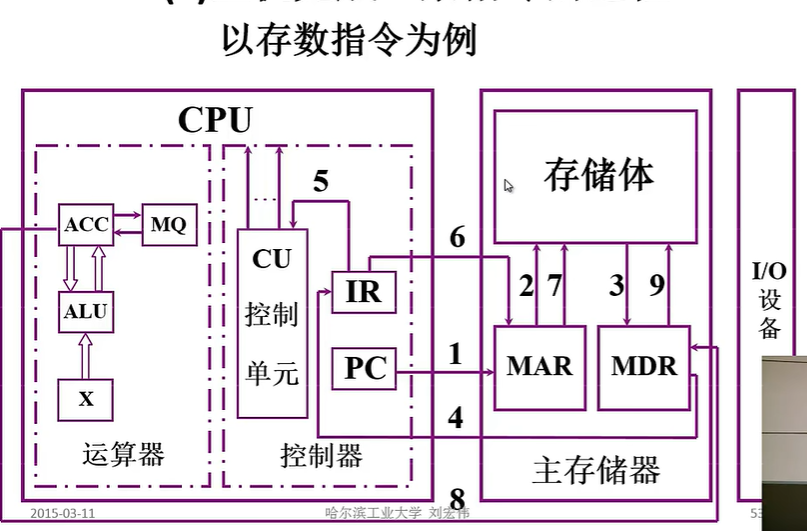 以存数指令为例
CPU
5
存储体
ACC
MQ
CU
控制
单元
6
IR
2
7
3
9
I/O
设
备
ALU
PC
1
MAR
MDR
X
4
运算器
控制器
主存储器
8
2015-03-11
哈尔滨工业大学 刘宏伟
53